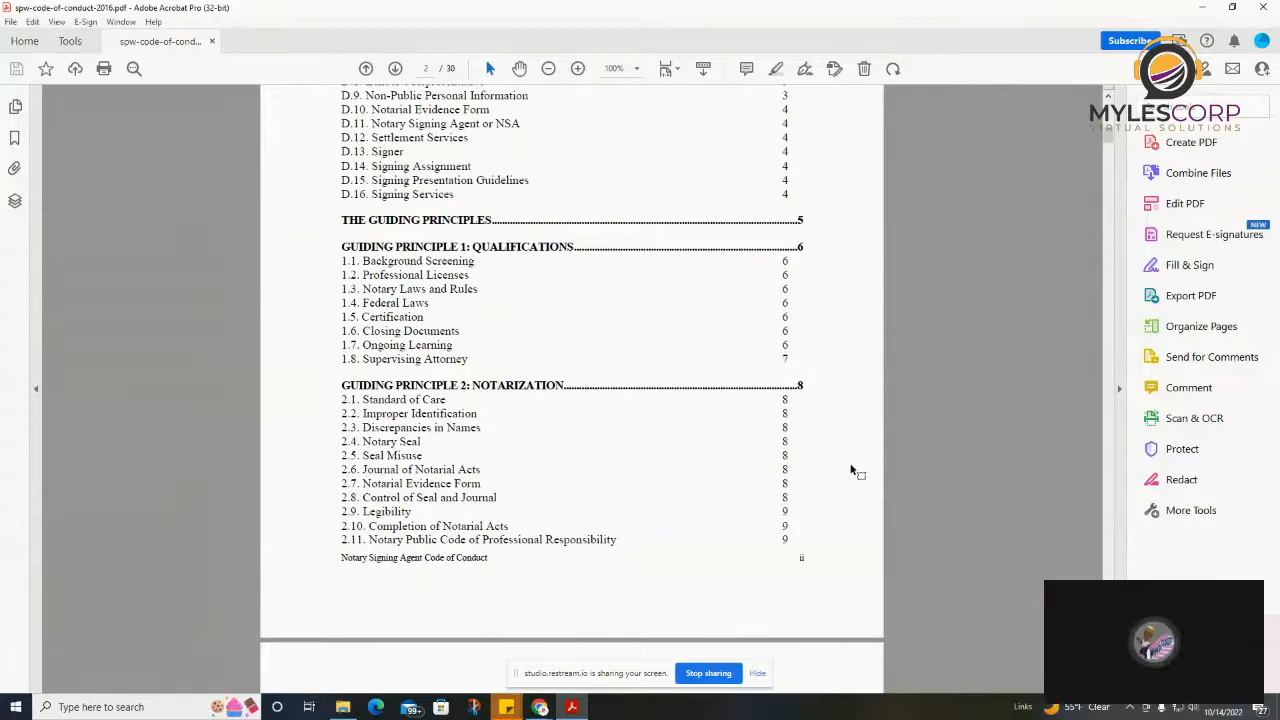 spw-code-of-conduct-2016.pdf - Adobe Acrobat Pro (32-bit)
File Edit View E-Sign Window Help
Home Tools spw-code-of-cond... × Subscribe
2 / 31 100%
MYLESCORP
VIRTUAL SOLUTIONS
D.9. Non-Public Personal Information 3
D.10. Notarial Evidence Form 4
D.11. Notary Signing Agent or NSA 4
D.12. Settlement Services 4
D.13. Signer 4
D.14. Signing Assignment 4
D.15. Signing Presentation Guidelines 4
D.16. Signing Services 4
THE GUIDING PRINCIPLES 5
GUIDING PRINCIPLE 1: QUALIFICATIONS 6
1.1. Background Screening 6
1.2. Professional Licenses 6
1.3. Notary Laws and Rules 6
1.4. Federal Laws 6
1.5. Certification 6
1.6. Closing Documents 6
1.7. Ongoing Learning 6
1.8. Supervising Attorney 7
GUIDING PRINCIPLE 2: NOTARIZATION 8
2.1. Standard of Care 8
2.2. Improper Identification 8
2.3. Discrepancies in Names 8
2.4. Notary Seal 8
2.5. Seal Misuse 8
2.6. Journal of Notarial Acts 8
2.7. Notarial Evidence Form 8
2.8. Control of Seal and Journal 8
2.9. Legibility 9
2.10. Completion of Notarial Acts 9
2.11. Notary Public Code of Professional Responsibility 9
Notary Signing Agent Code of Conduct ii
Create PDF
Combine Files
Edit PDF
NEW
Request E-signatures
Fill & Sign
Export PDF
Organize Pages
Send for Comments
Comment
Scan & OCR
Protect
Redact
More Tools
studio.restream.io is sharing your screen. Stop sharing Hide
Type here to search 99+ Links 55° Clear
10/14/2022 27